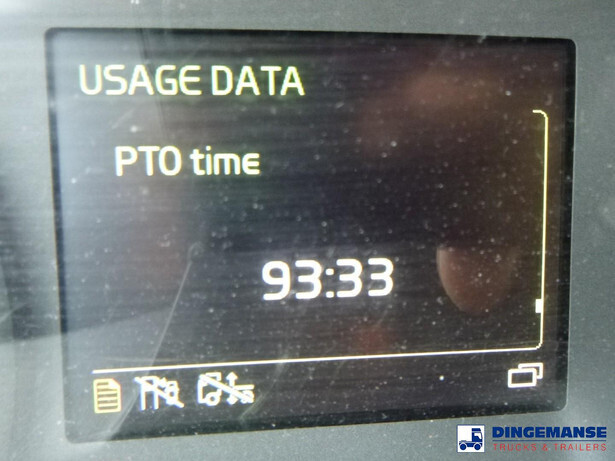 USAGE DATA
PTO time
93:33
DINGEMANSE
TRUCKS & TRAILERS